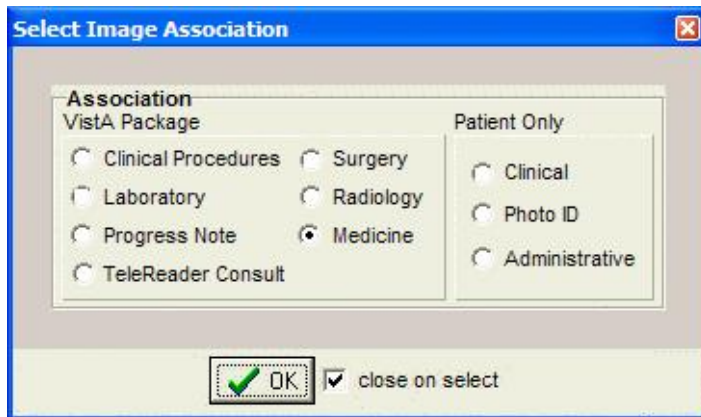 Select Image Association
Association
VistA Package
Patient Only
Clinical Procedures
Surgery
Clinical
Laboratory
Radiology
Photo ID
Progress Note
Medicine
Administrative
TeleReader Consult
OK
close on select